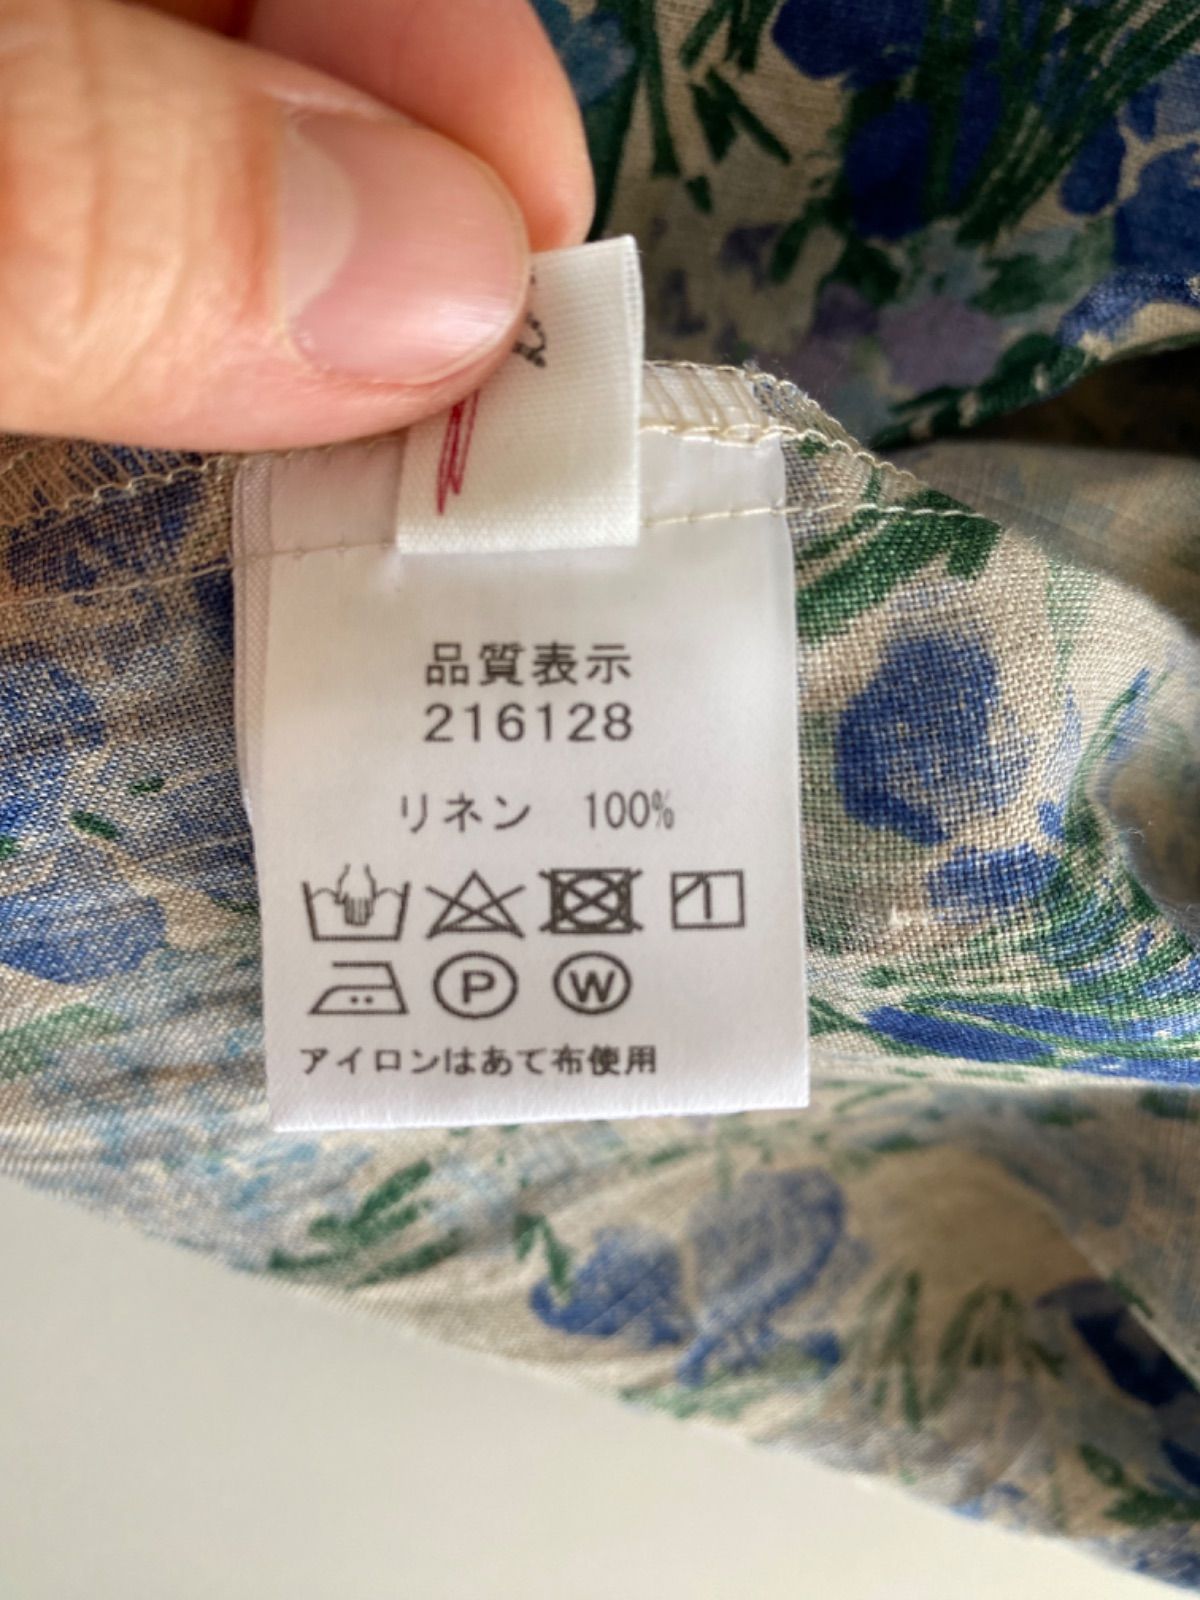 品質表示
216128
リネン 100%
P W
アイロンはあて布使用